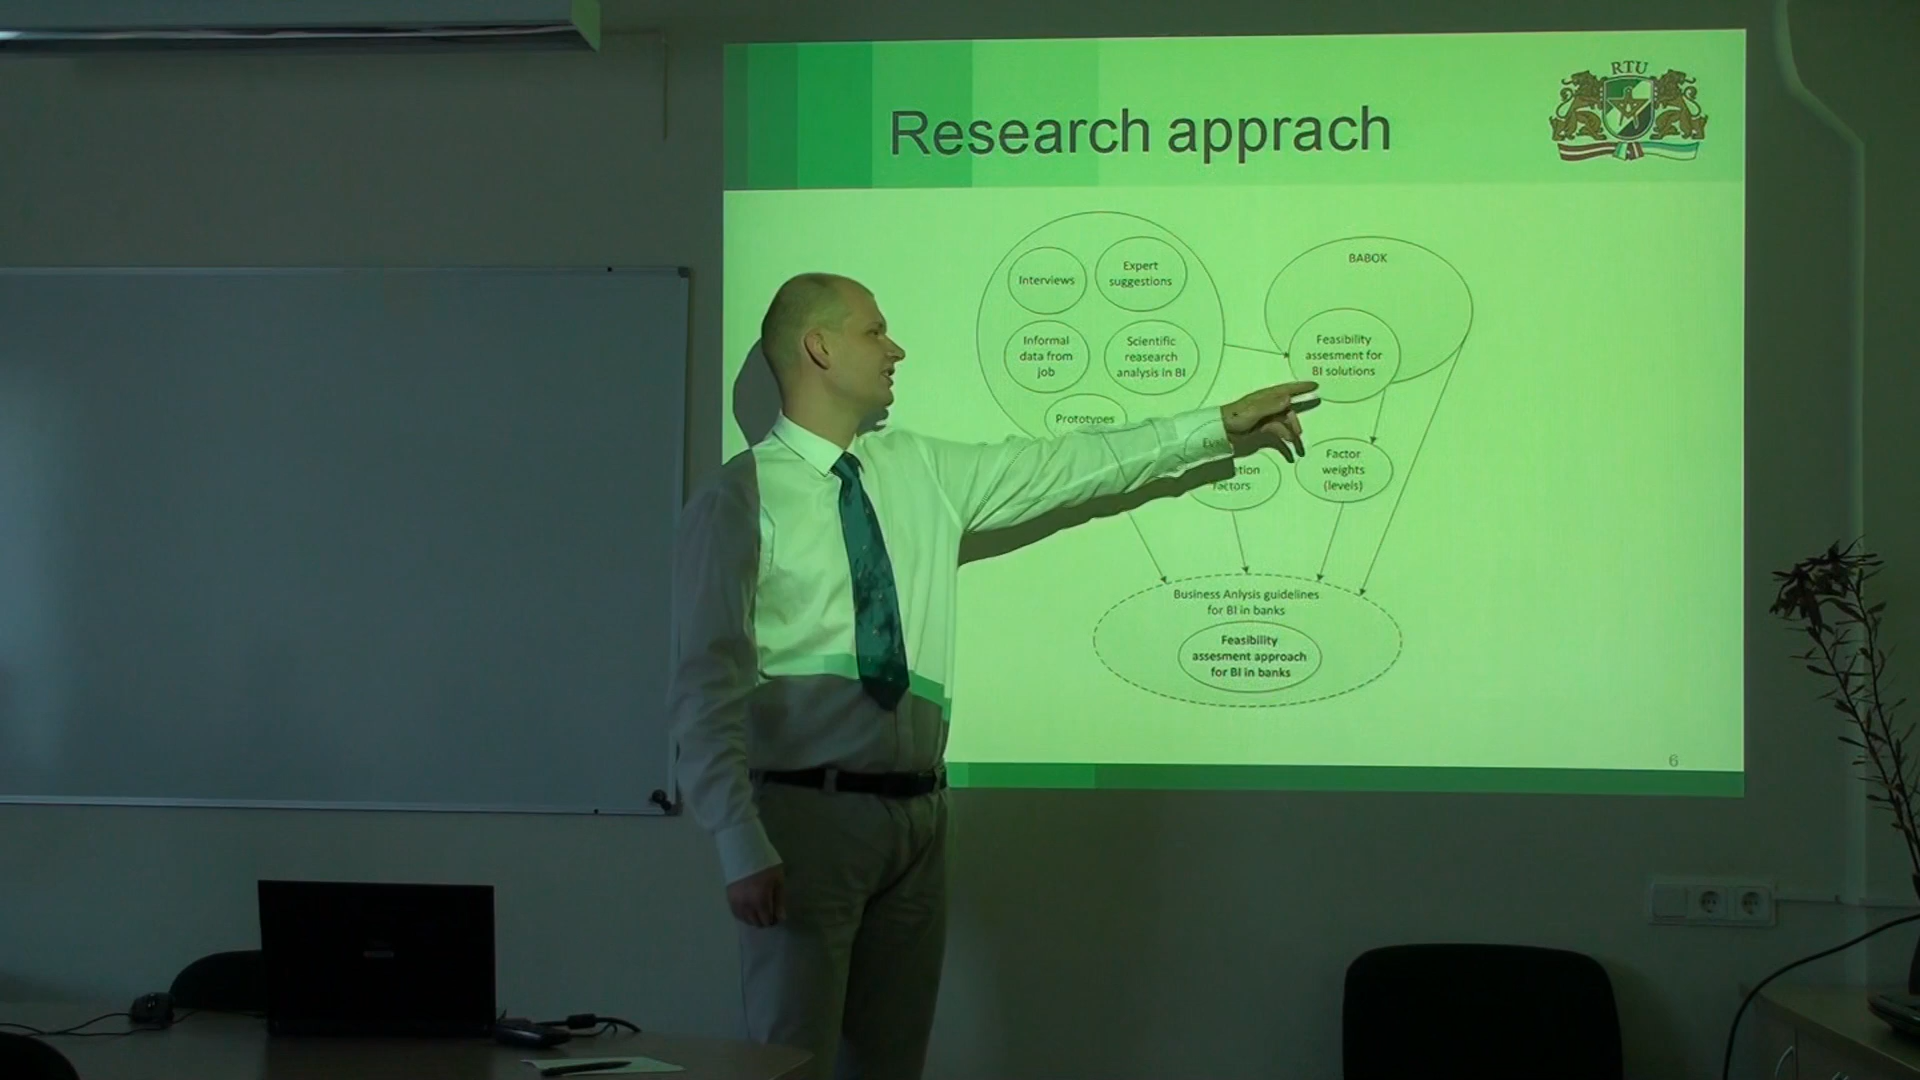 RTU
Research apprach
Interviews
Expert
suggestions
Informal
data from
job
Scientific
reasearch
analysis in BI
Prototypes
BABOK
Feasibility
assesment for
BI solutions
Factor
weights
(levels)
Business Anlysis guidelines
for BI in banks
Feasibility
assesment approach
for BI in banks
6